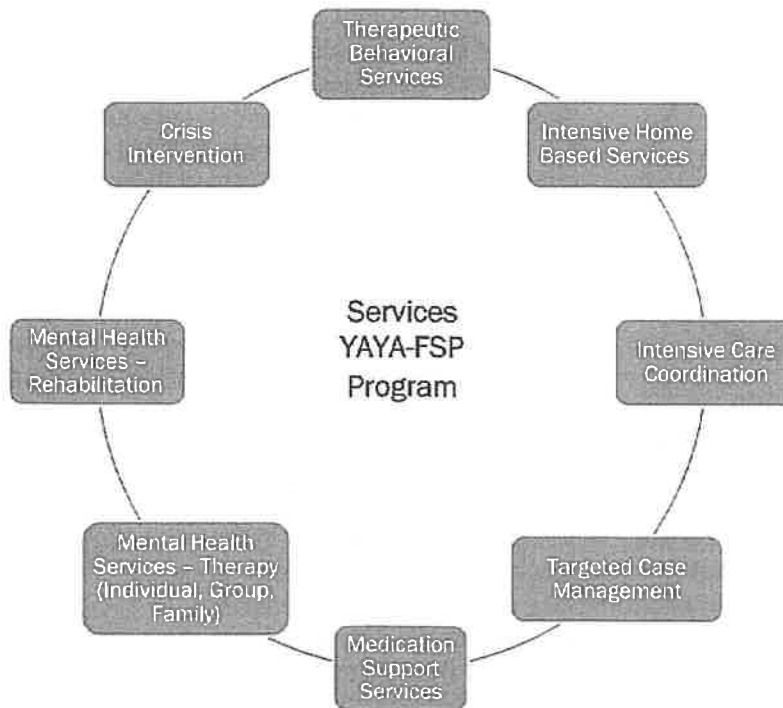 Therapeutic
Behavioral
Services
Intensive Home
Based Services
Intensive Care
Coordination
Targeted Case
Management
Medication
Support
Services
Mental Health
Services – Therapy
(Individual, Group,
Family)
Mental Health
Services –
Rehabilitation
Crisis
Intervention
Services
YAYA-FSP
Program